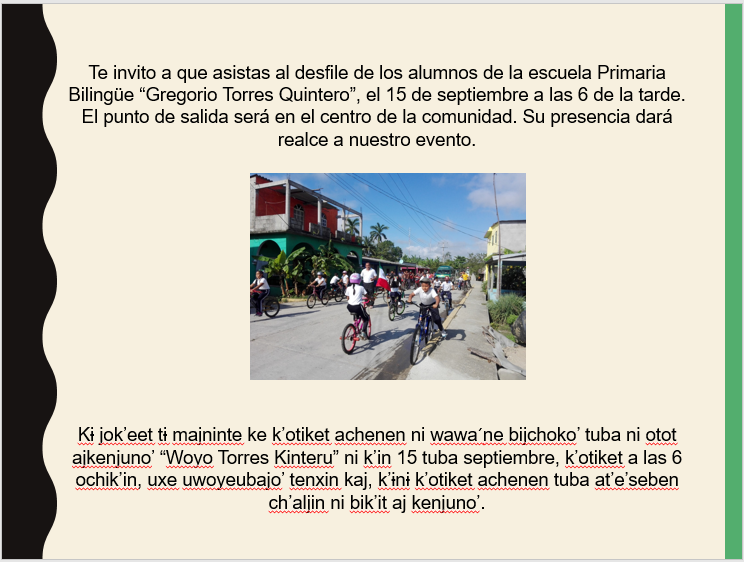 Te invito a que asistas al desfile de los alumnos de la escuela Primaria
Bilingüe “Gregorio Torres Quintero”, el 15 de septiembre a las 6 de la tarde.
El punto de salida será en el centro de la comunidad. Su presencia dará
realce a nuestro evento.
Kɨ jok’eet tɨ majninte ke k’otiket achenen ni wawa´ne bijchoko’ tuba ni otot
ajkenjuno’ “Woyo Torres Kinteru” ni k’in 15 tuba septiembre, k’otiket a las 6
ochik’in, uxe uwoyeubajo’ tenxin kaj, k’ɨnɨ k’otiket achenen tuba at’e’seben
ch’aljin ni bik’it aj kenjuno’.